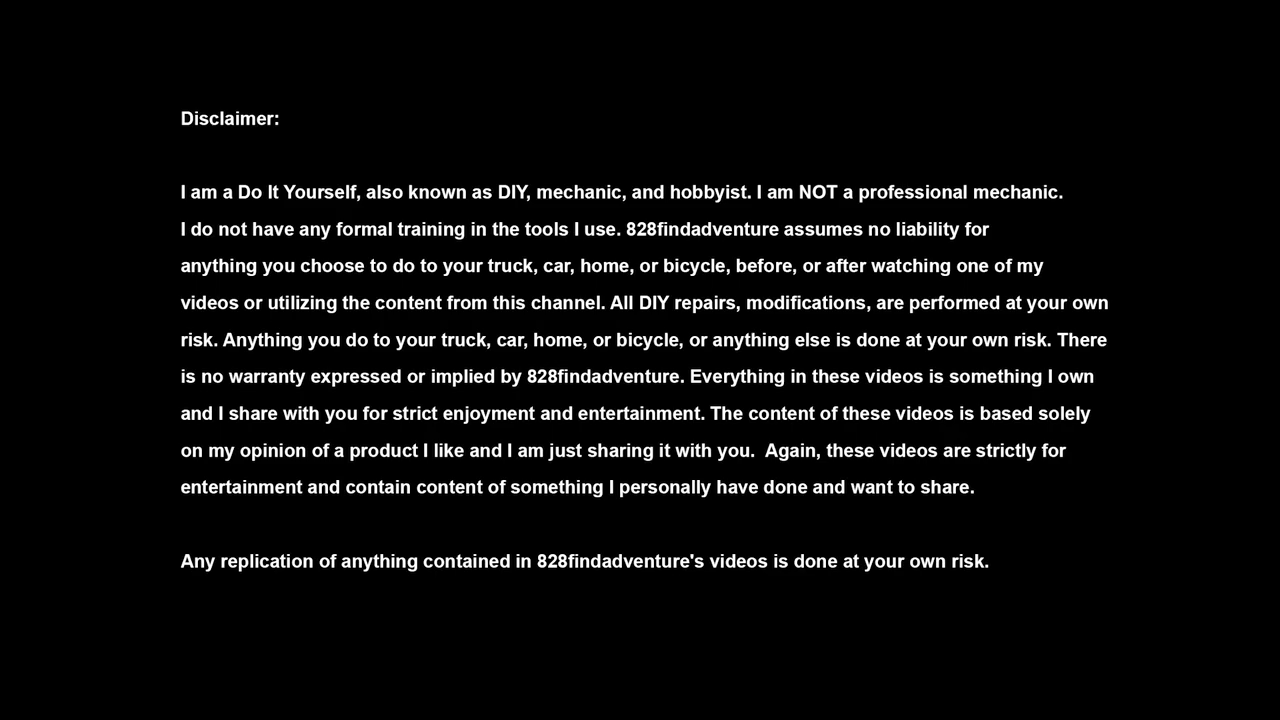 Disclaimer:
I am a Do It Yourself, also known as DIY, mechanic, and hobbyist. I am NOT a professional mechanic.
I do not have any formal training in the tools I use. 828findadventure assumes no liability for
anything you choose to do to your truck, car, home, or bicycle, before, or after watching one of my
videos or utilizing the content from this channel. All DIY repairs, modifications, are performed at your own
risk. Anything you do to your truck, car, home, or bicycle, or anything else is done at your own risk. There
is no warranty expressed or implied by 828findadventure. Everything in these videos is something I own
and I share with you for strict enjoyment and entertainment. The content of these videos is based solely
on my opinion of a product I like and I am just sharing it with you.  Again, these videos are strictly for
entertainment and contain content of something I personally have done and want to share.
Any replication of anything contained in 828findadventure's videos is done at your own risk.